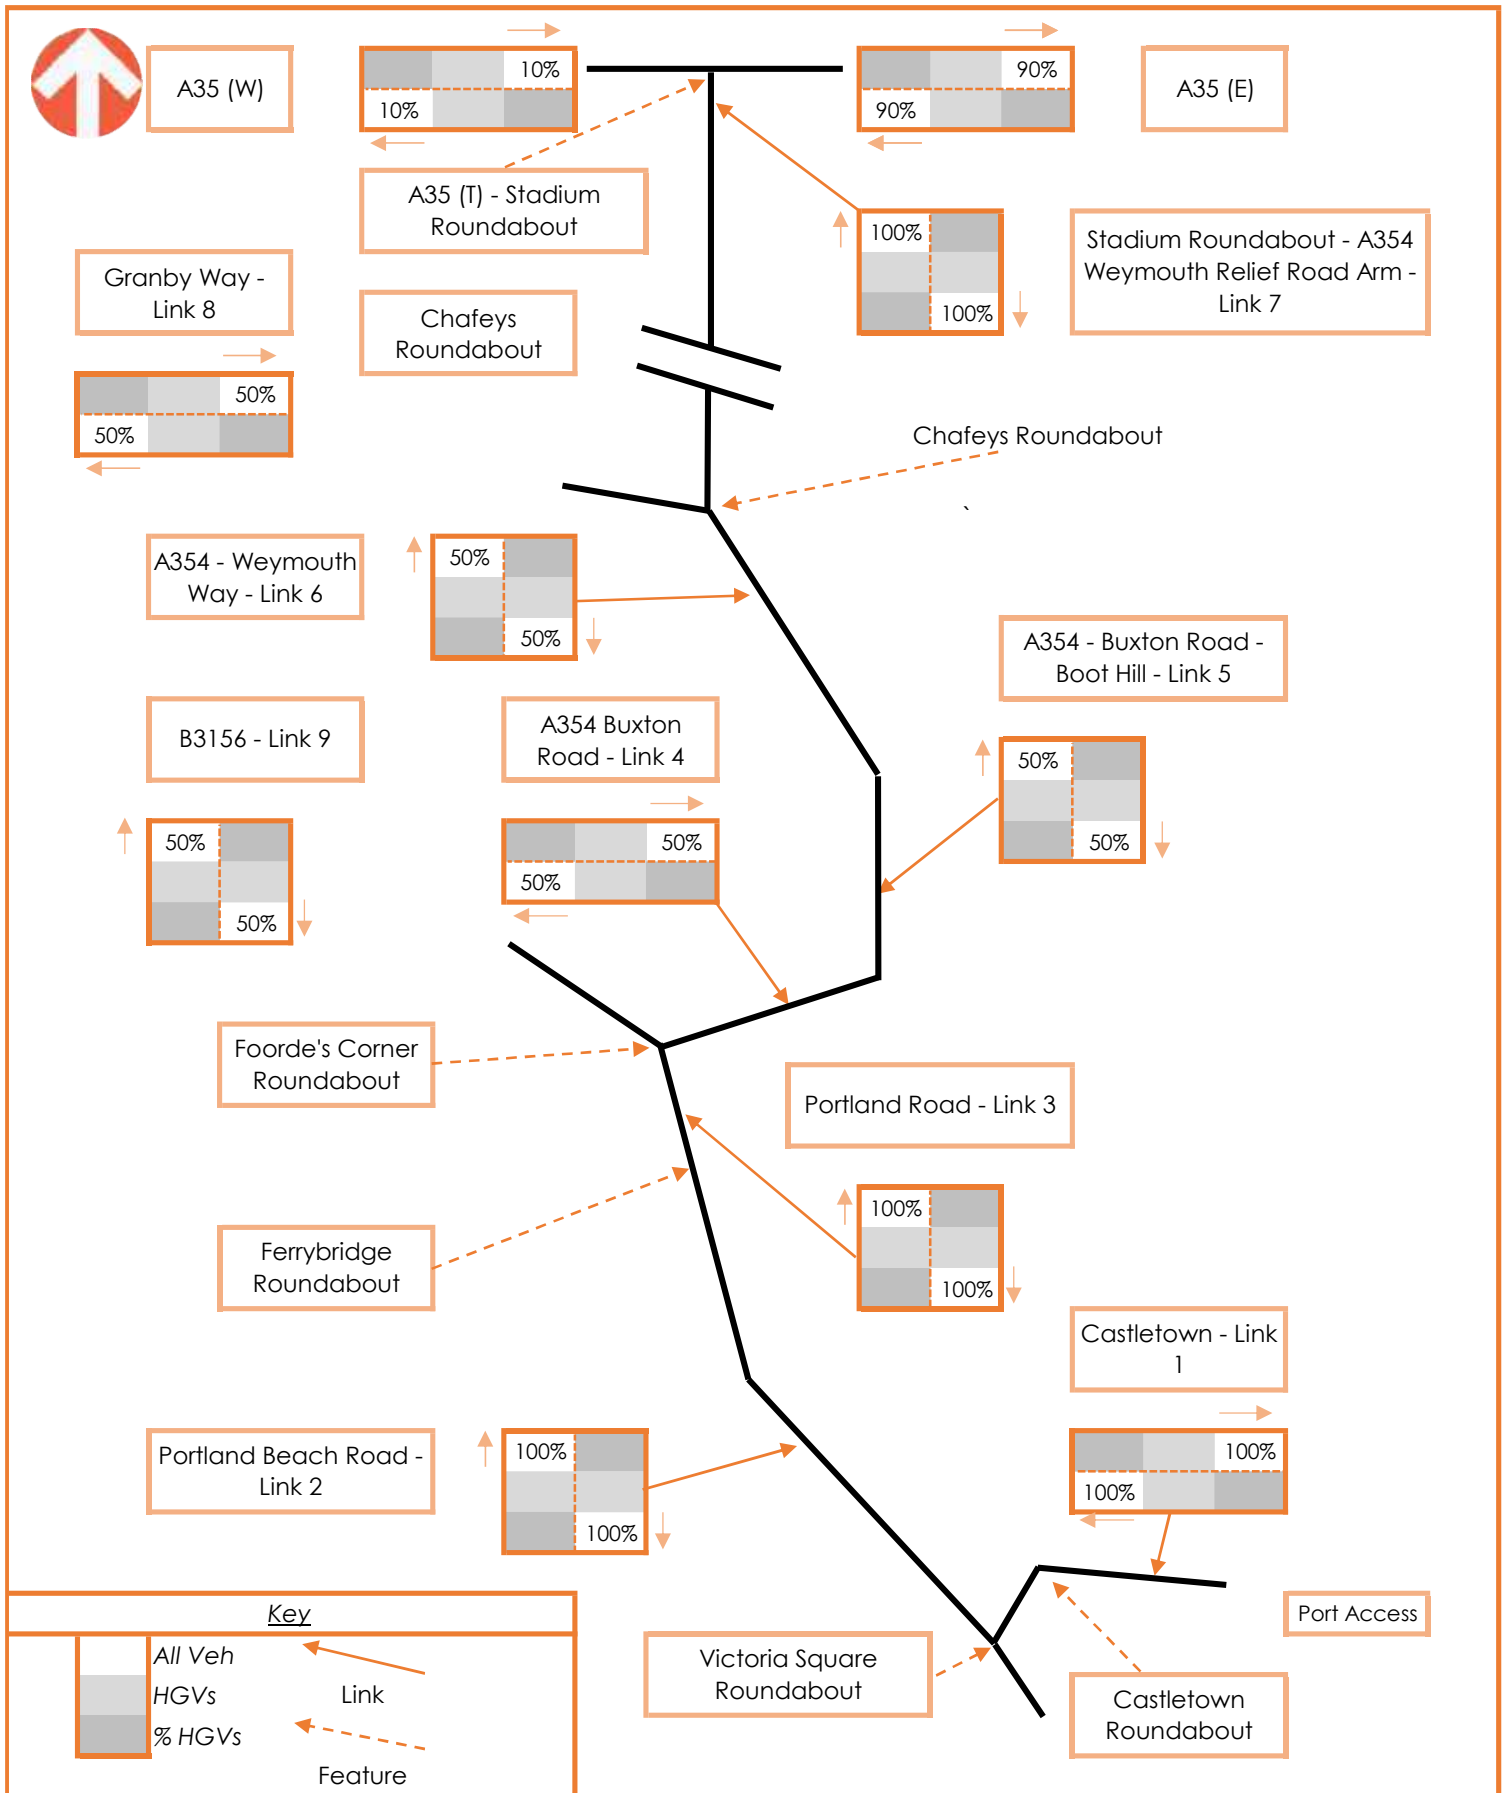 A35 (W)
10%
10%
90%
90%
A35 (E)
A35 (T) - Stadium
Roundabout
100%
100%
Stadium Roundabout - A354
Weymouth Relief Road Arm -
Link 7
Granby Way -
Link 8
Chafeys
Roundabout
50%
50%
Chafeys Roundabout
`
A354 - Weymouth
Way - Link 6
50%
50%
A354 - Buxton Road -
Boot Hill - Link 5
B3156 - Link 9
A354 Buxton
Road - Link 4
50%
50%
50%
50%
50%
50%
Foorde's Corner
Roundabout
Portland Road - Link 3
100%
100%
Ferrybridge
Roundabout
Castletown - Link
1
Portland Beach Road -
Link 2
100%
100%
100%
100%
Key
All Veh
HGVs
% HGVs
Link
Feature
Victoria Square
Roundabout
Port Access
Castletown
Roundabout